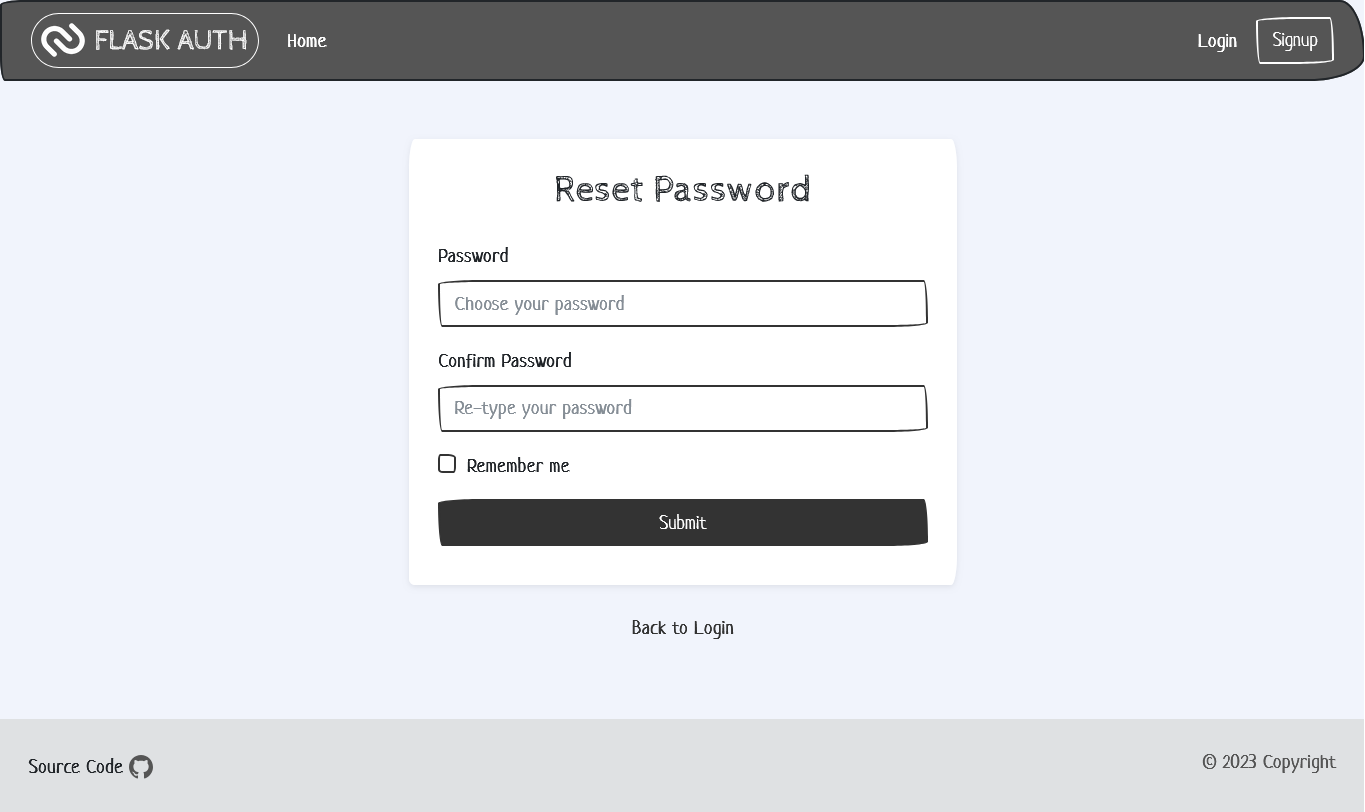 FLASK AUTH Home Login Signup
Reset Password
Password
Choose your password
Confirm Password
Re-type your password
Remember me
Submit
Back to Login
Source Code © 2023 Copyright